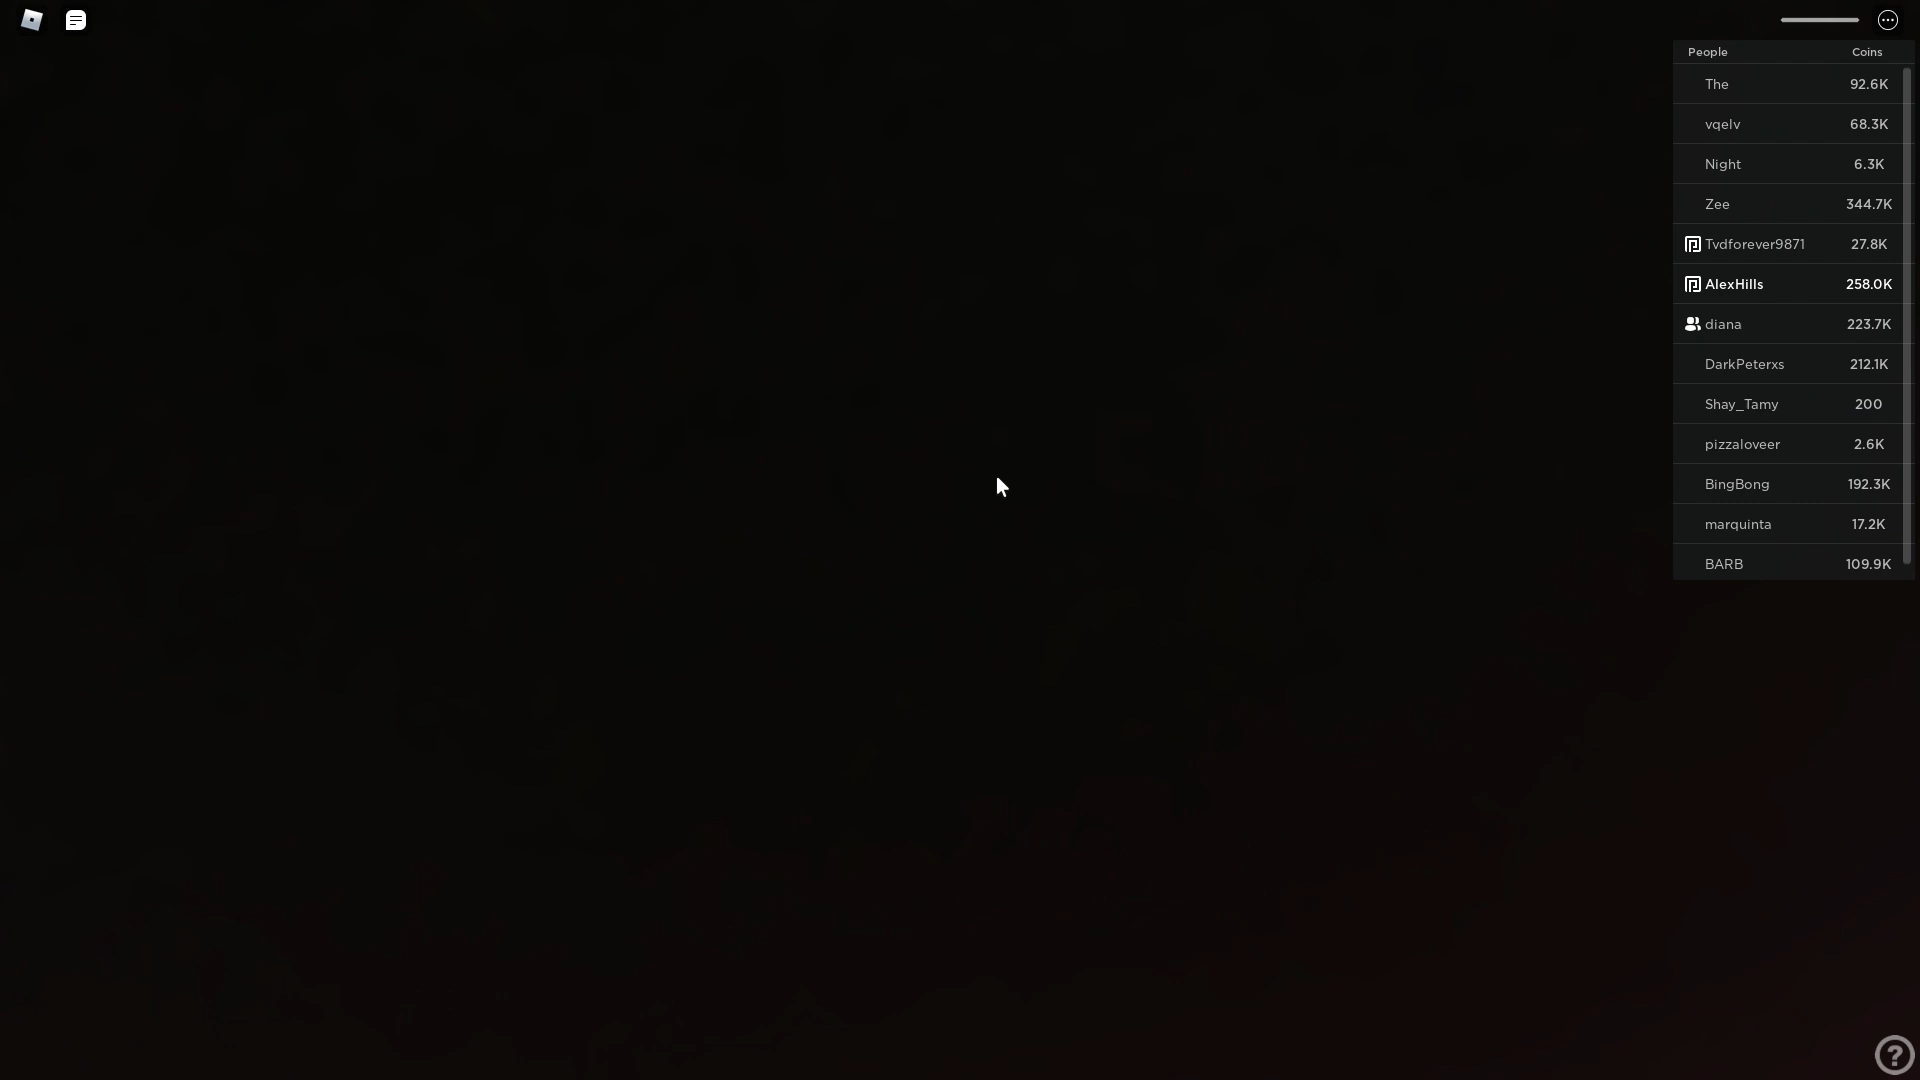 People Coins
The 92.6K
vqelv 68.3K
Night 6.3K
Zee 344.7K
Tvdforever9871 27.8K
AlexHills 258.0K
diana 223.7K
DarkPeterxs 212.1K
Shay_Tamy 200
pizzaloveer 2.6K
BingBong 192.3K
marquinta 17.2K
BARB 109.9K
?